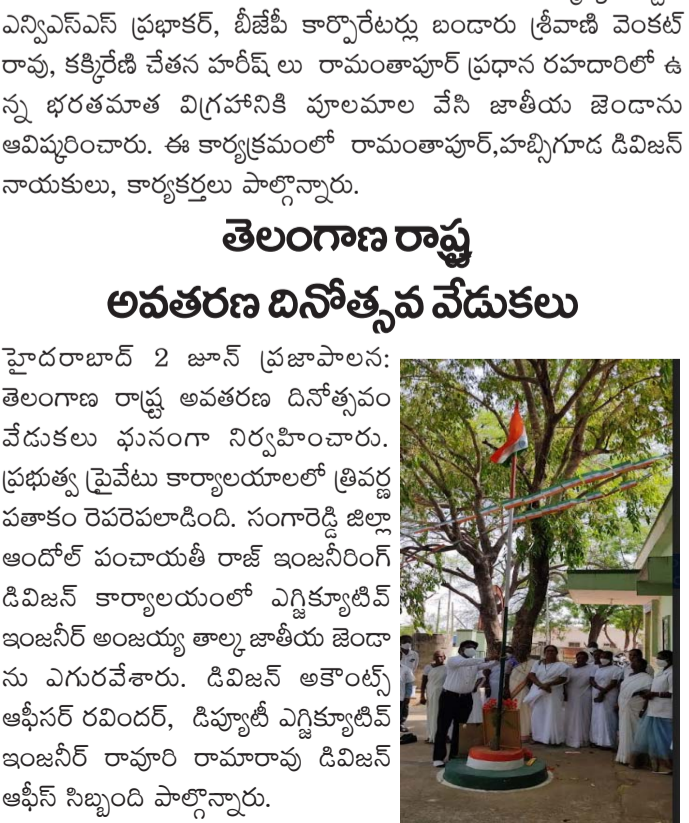 ఎన్విఎస్ఎస్ ప్రభాకర్, బీజేపీ కార్పొరేటర్లు బండారు శ్రీవాణి వెంకట్
రావు, కక్కిరేణి చేతన హరీష్ లు రామంతాపూర్ ప్రధాన రహదారిలో ఉ
న్న భరతమాత విగ్రహానికి పూలమాల వేసి జాతీయ జెండాను
ఆవిష్కరించారు. ఈ కార్యక్రమంలో రామంతాపూర్,హబ్సిగూడ డివిజన్
నాయకులు, కార్యకర్తలు పాల్గొన్నారు.
తెలంగాణ రాష్ట్ర
అవతరణ దినోత్సవ వేడుకలు
హైదరాబాద్ 2 జూన్ ప్రజాపాలన:
తెలంగాణ రాష్ట్ర అవతరణ దినోత్సవం
వేడుకలు ఘనంగా నిర్వహించారు.
ప్రభుత్వ ప్రైవేటు కార్యాలయాలలో త్రివర్ణ
పతాకం రెపరెపలాడింది. సంగారెడ్డి జిల్లా
ఆందోల్ పంచాయతీ రాజ్ ఇంజనీరింగ్
డివిజన్ కార్యాలయంలో ఎగ్జిక్యూటివ్
ఇంజనీర్ అంజయ్య తాల్క జాతీయ జెండా
ను ఎగురవేశారు. డివిజన్ అకౌంట్స్
ఆఫీసర్ రవిందర్, డిప్యూటీ ఎగ్జిక్యూటివ్
ఇంజనీర్ రావూరి రామారావు డివిజన్
ఆఫీస్ సిబ్బంది పాల్గొన్నారు.